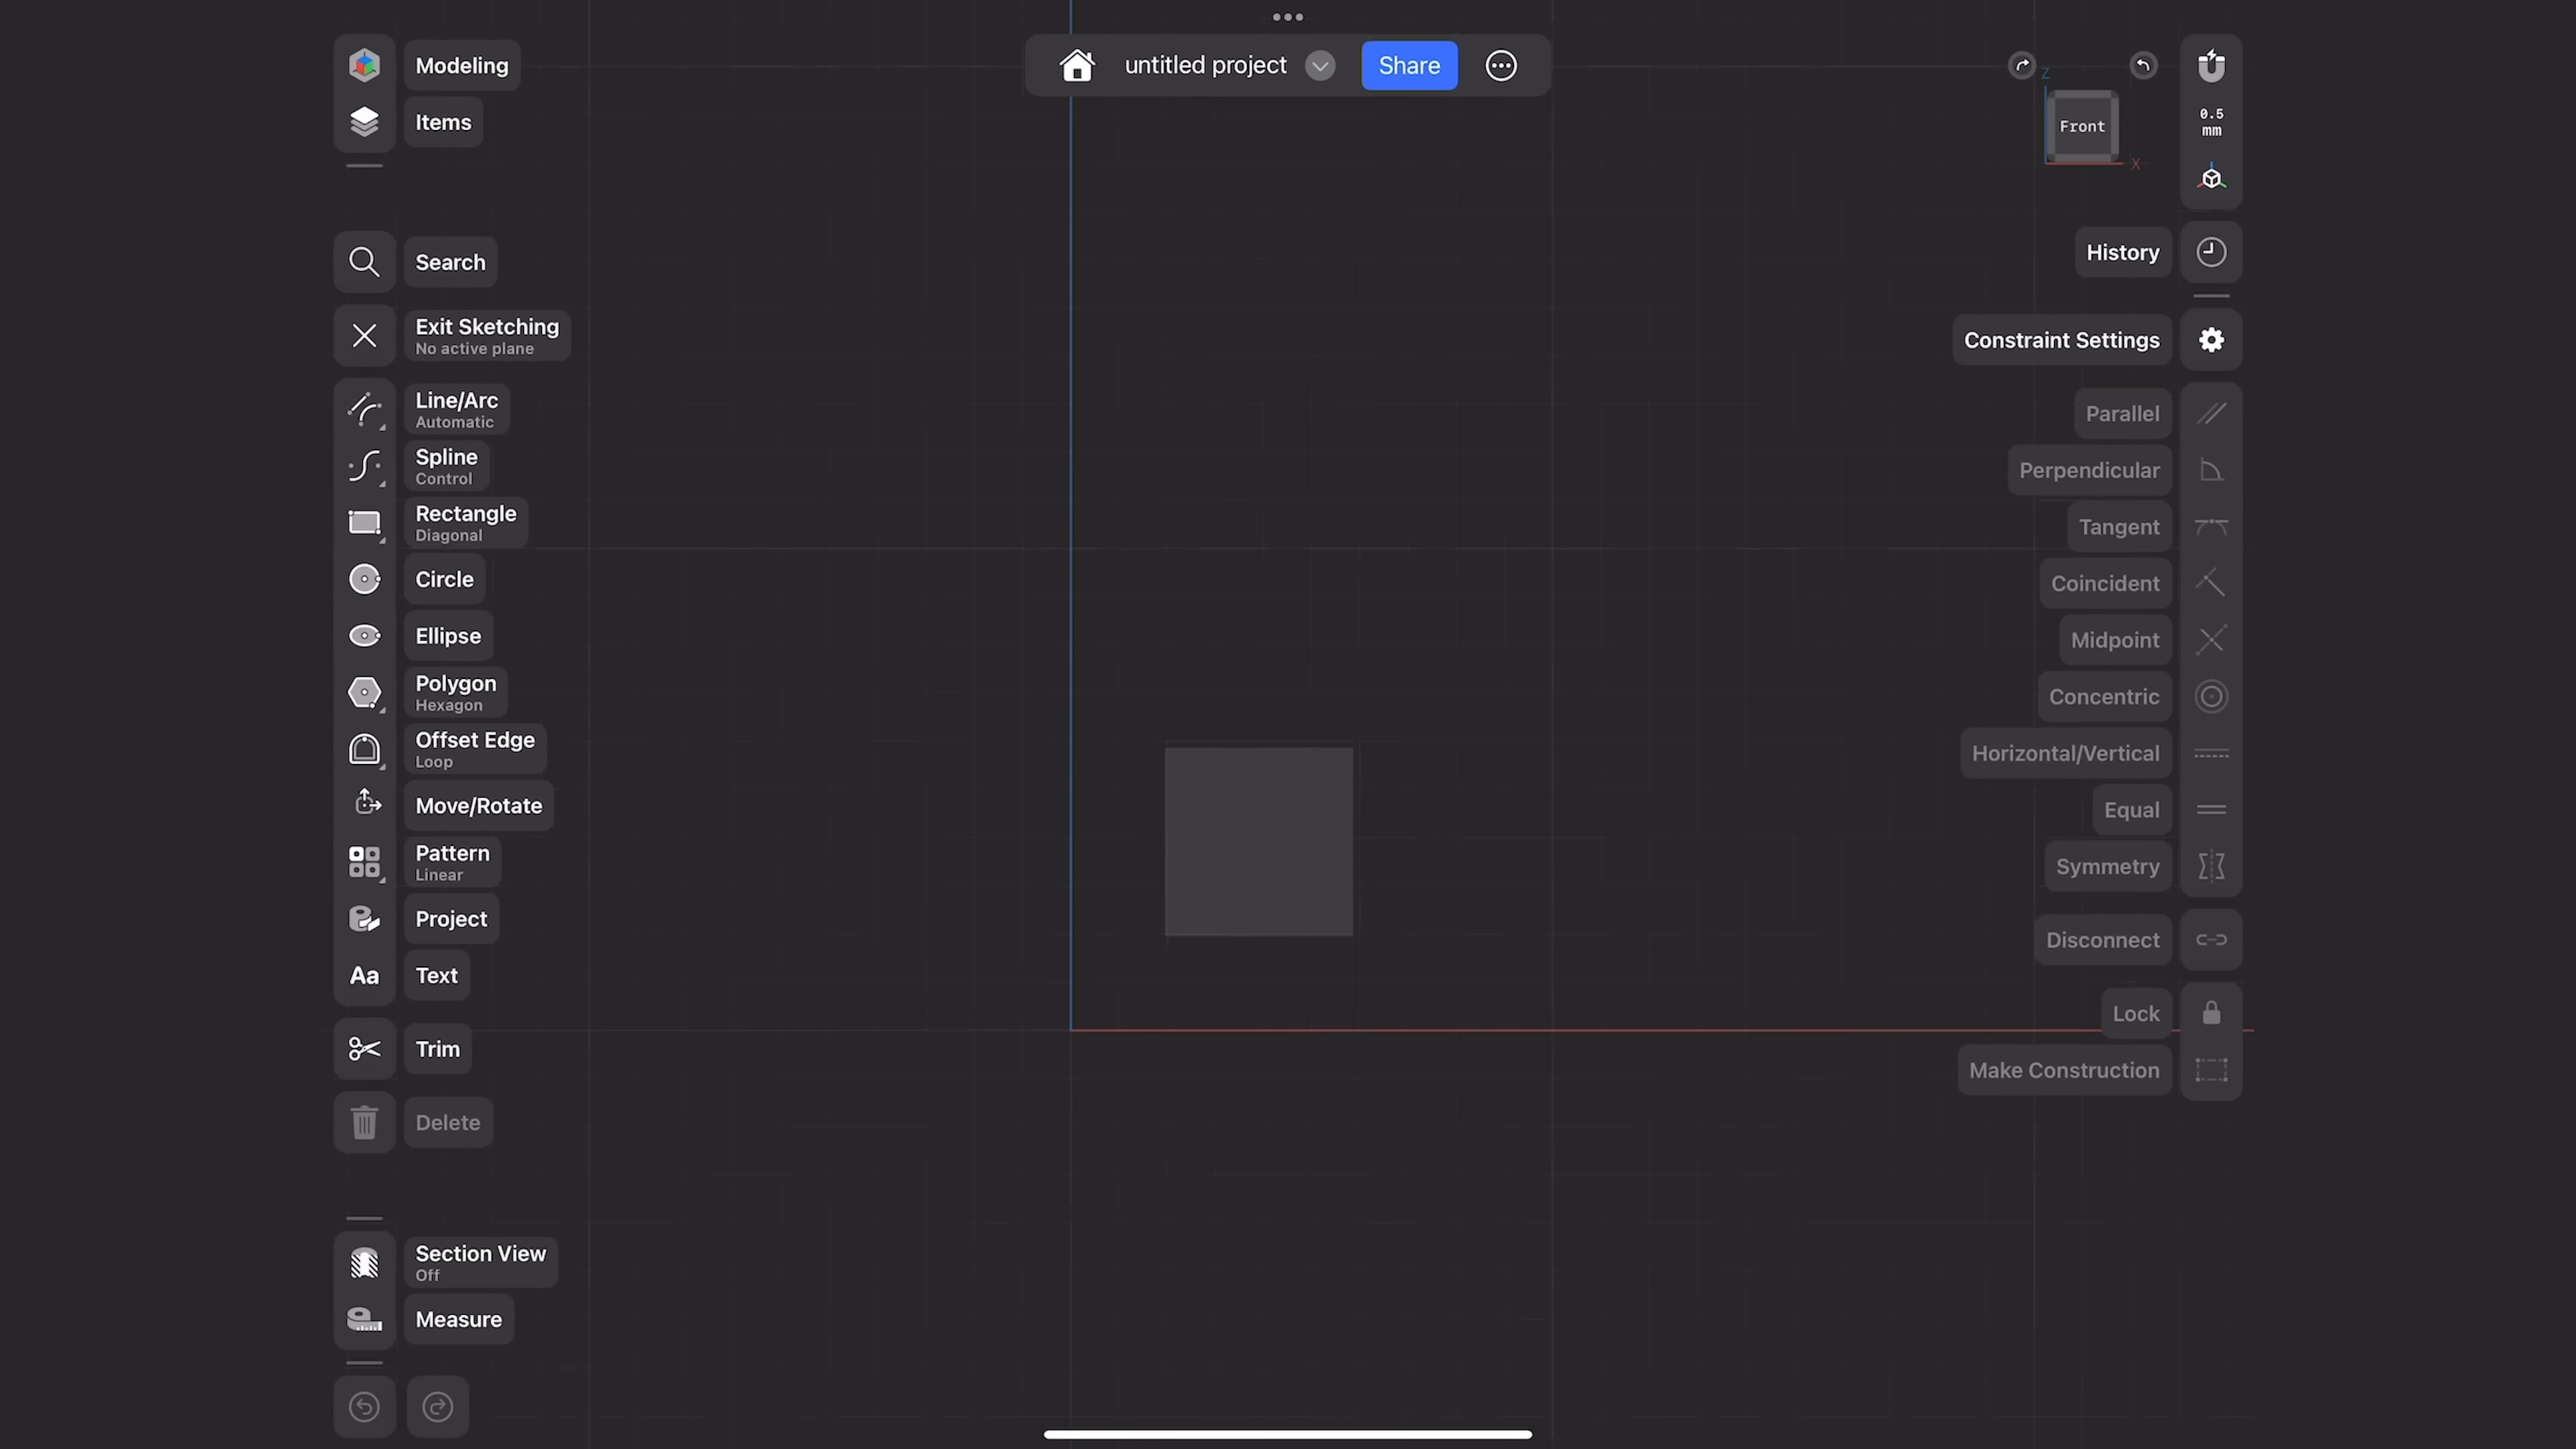 Modeling
untitled project
Share
Items
Z
Front
X
0.5
mm
Search
History
Exit Sketching
No active plane
Constraint Settings
Line/Arc
Automatic
Parallel
Spline
Control
Perpendicular
Rectangle
Diagonal
Tangent
Circle
Coincident
Ellipse
Midpoint
Polygon
Hexagon
Concentric
Offset Edge
Loop
Horizontal/Vertical
Move/Rotate
Equal
Pattern
Linear
Symmetry
Project
Disconnect
Aa
Text
Lock
Trim
Make Construction
Delete
Section View
Off
Measure